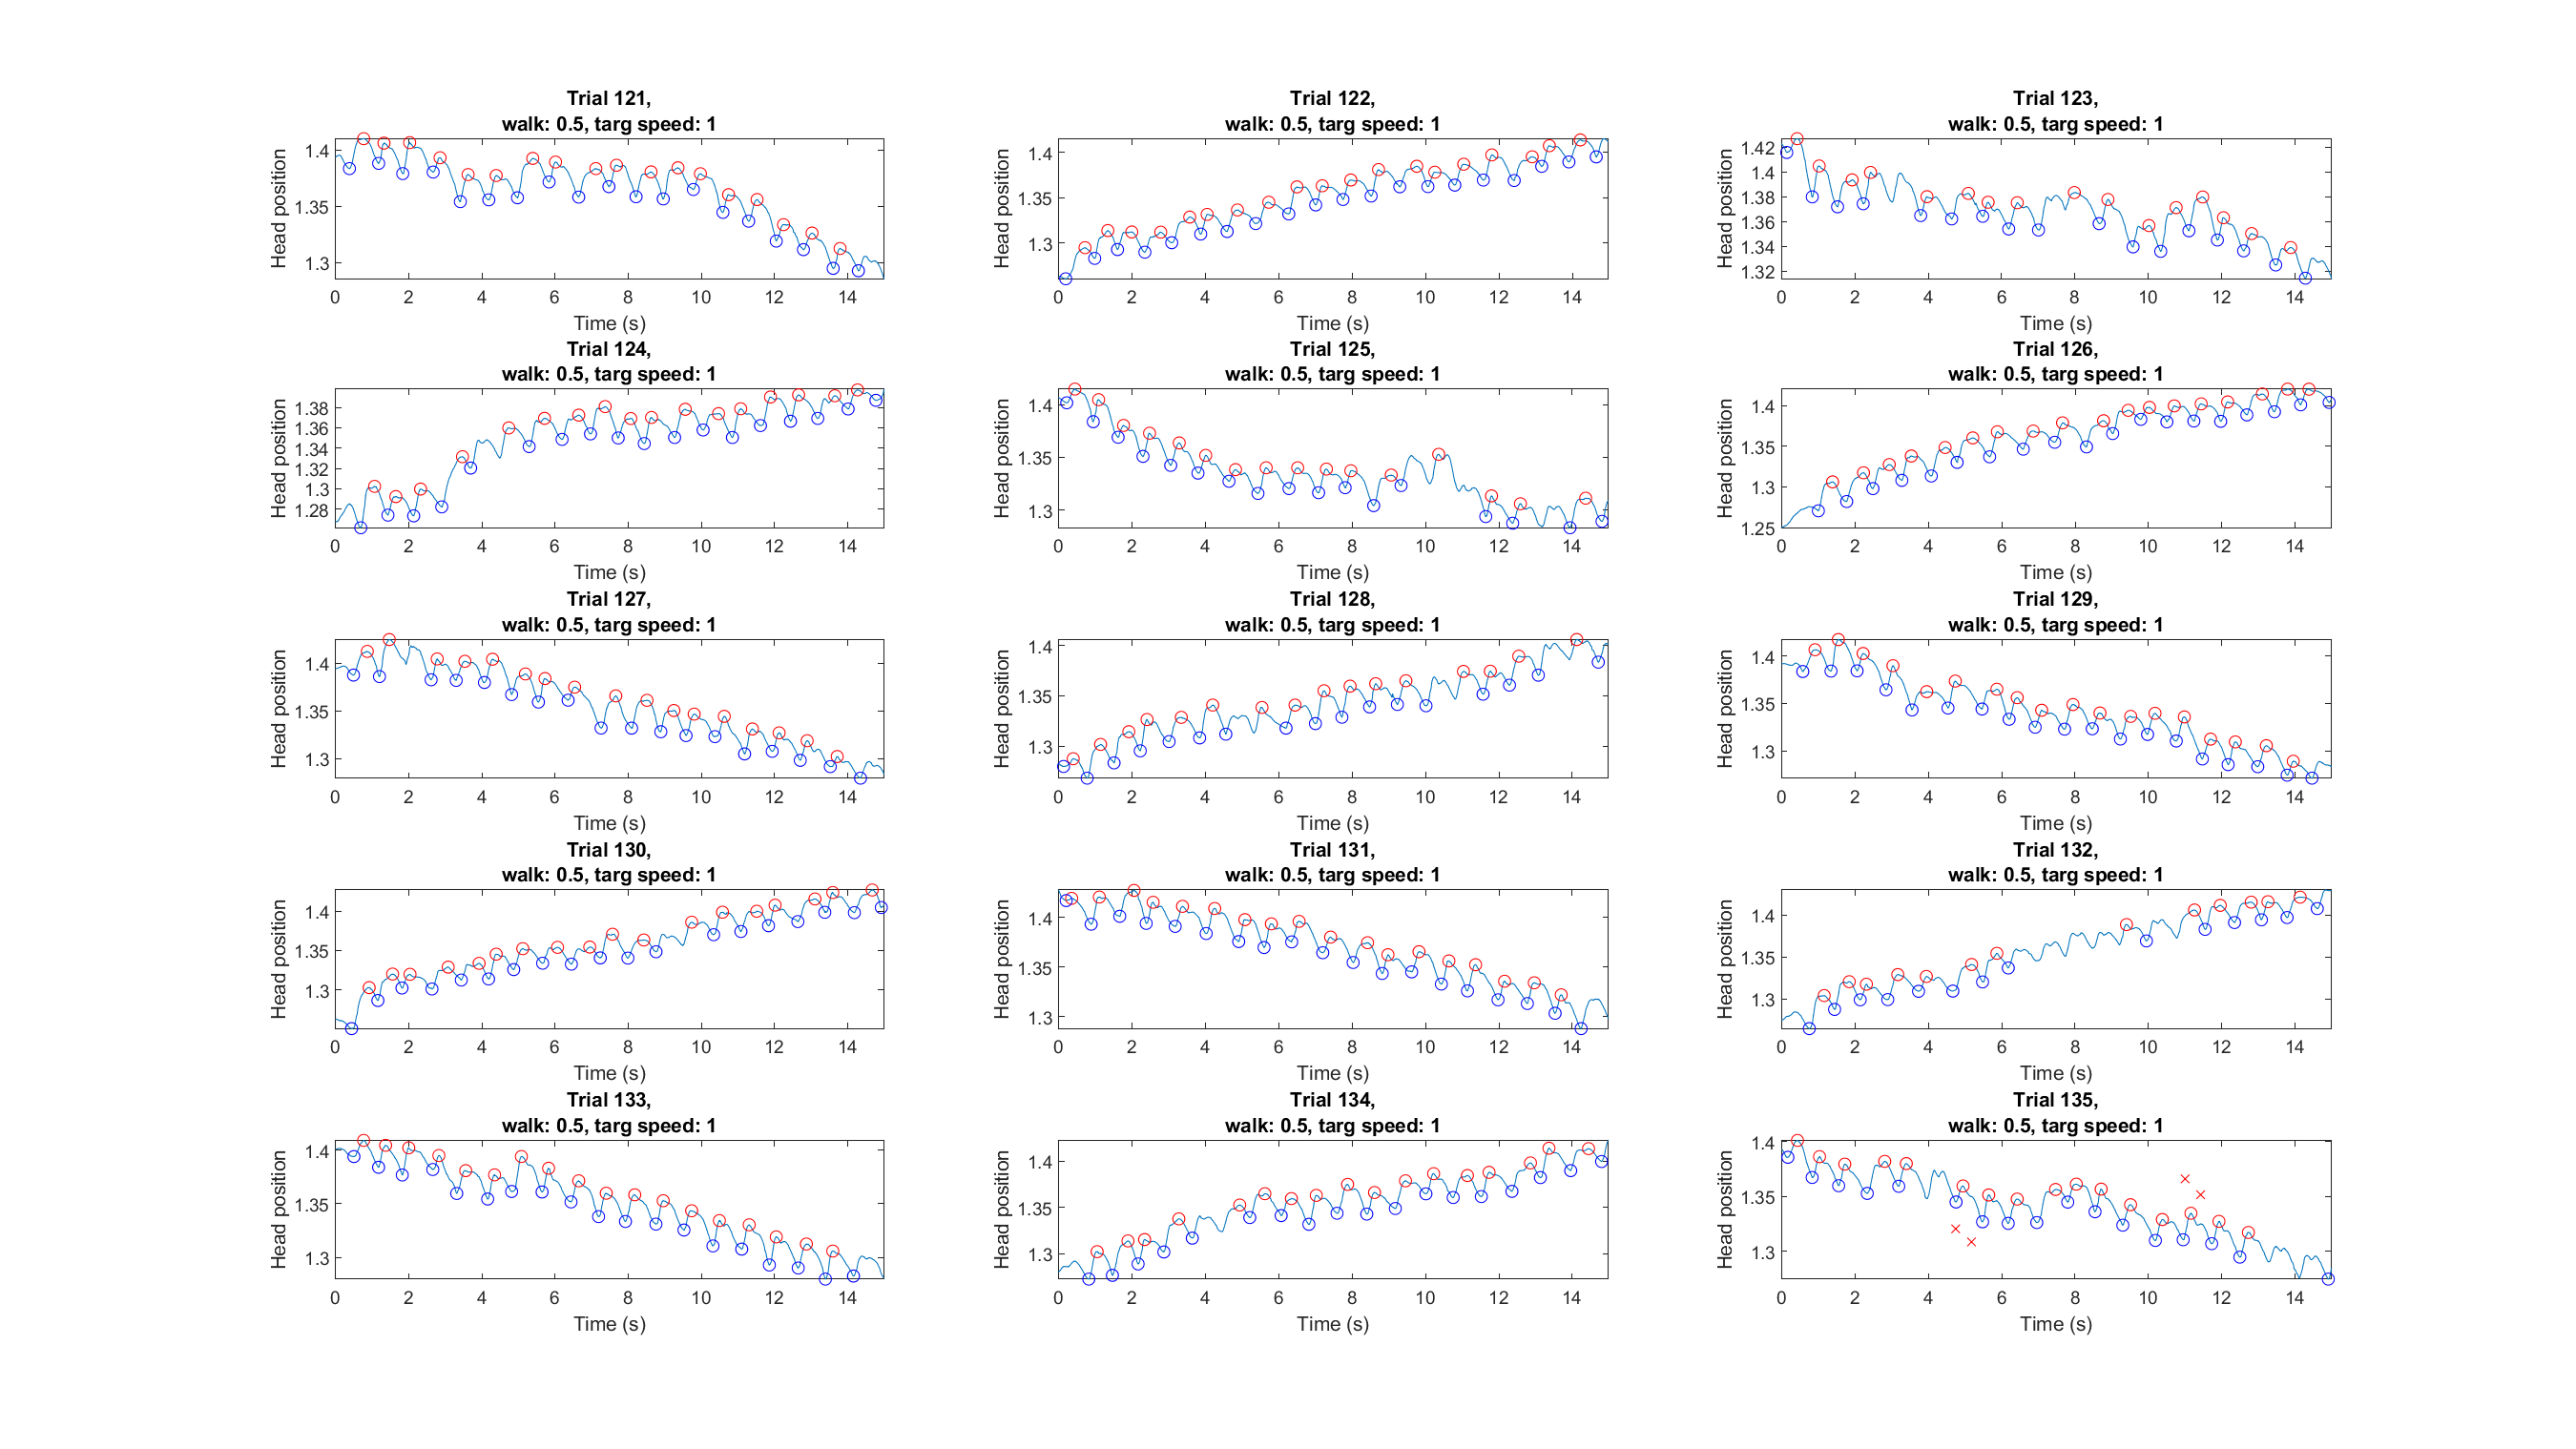 Trial 121,
walk: 0.5, targ speed: 1
Head position
1.4
1.35
1.3
0 2 4 6 8 10 12 14
Time (s)
Trial 122,
walk: 0.5, targ speed: 1
Head position
1.4
1.35
1.3
0 2 4 6 8 10 12 14
Time (s)
Trial 123,
walk: 0.5, targ speed: 1
Head position
1.42
1.4
1.38
1.36
1.34
1.32
0 2 4 6 8 10 12 14
Time (s)
Trial 124,
walk: 0.5, targ speed: 1
Head position
1.38
1.36
1.34
1.32
1.3
1.28
0 2 4 6 8 10 12 14
Time (s)
Trial 125,
walk: 0.5, targ speed: 1
Head position
1.4
1.35
1.3
0 2 4 6 8 10 12 14
Time (s)
Trial 126,
walk: 0.5, targ speed: 1
Head position
1.4
1.35
1.3
1.25
0 2 4 6 8 10 12 14
Time (s)
Trial 127,
walk: 0.5, targ speed: 1
Head position
1.4
1.35
1.3
0 2 4 6 8 10 12 14
Time (s)
Trial 128,
walk: 0.5, targ speed: 1
Head position
1.4
1.35
1.3
0 2 4 6 8 10 12 14
Time (s)
Trial 129,
walk: 0.5, targ speed: 1
Head position
1.4
1.35
1.3
0 2 4 6 8 10 12 14
Time (s)
Trial 130,
walk: 0.5, targ speed: 1
Head position
1.4
1.35
1.3
0 2 4 6 8 10 12 14
Time (s)
Trial 131,
walk: 0.5, targ speed: 1
Head position
1.4
1.35
1.3
0 2 4 6 8 10 12 14
Time (s)
Trial 132,
walk: 0.5, targ speed: 1
Head position
1.4
1.35
1.3
0 2 4 6 8 10 12 14
Time (s)
Trial 133,
walk: 0.5, targ speed: 1
Head position
1.4
1.35
1.3
0 2 4 6 8 10 12 14
Time (s)
Trial 134,
walk: 0.5, targ speed: 1
Head position
1.4
1.35
1.3
0 2 4 6 8 10 12 14
Time (s)
Trial 135,
walk: 0.5, targ speed: 1
Head position
1.4
1.35
1.3
0 2 4 6 8 10 12 14
Time (s)